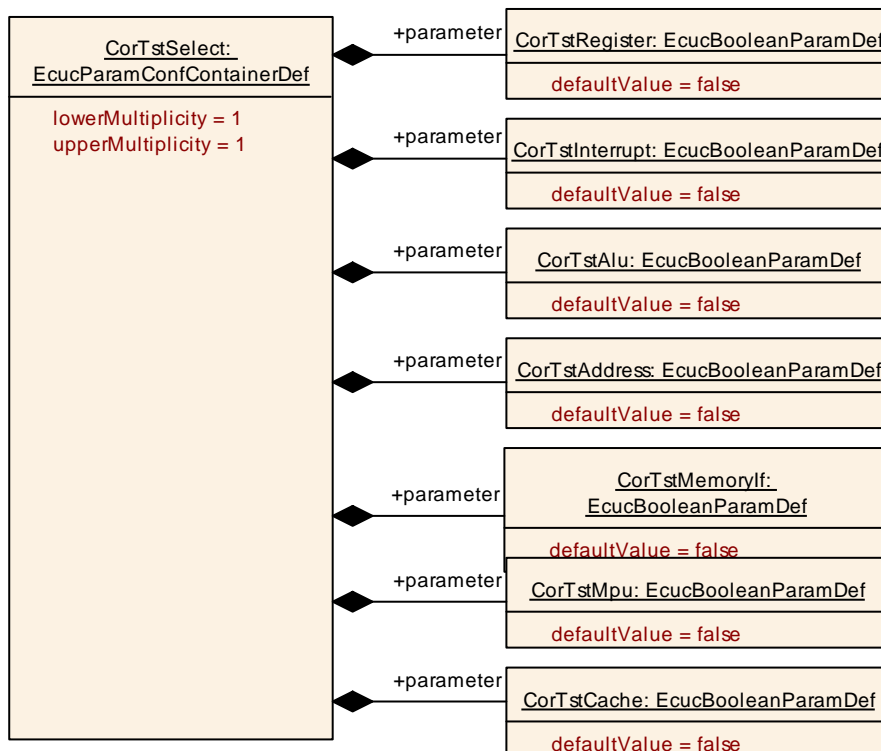 CorTstSelect:
EcucParamConfContainerDef
lowerMultiplicity = 1
upperMultiplicity = 1
+parameter
CorTstRegister: EcucBooleanParamDef
defaultValue = false
+parameter
CorTstInterrupt: EcucBooleanParamDef
defaultValue = false
+parameter
CorTstAlu: EcucBooleanParamDef
defaultValue = false
+parameter
CorTstAddress: EcucBooleanParamDef
defaultValue = false
+parameter
CorTstMemoryIf:
EcucBooleanParamDef
defaultValue = false
+parameter
CorTstMpu: EcucBooleanParamDef
defaultValue = false
+parameter
CorTstCache: EcucBooleanParamDef
defaultValue = false